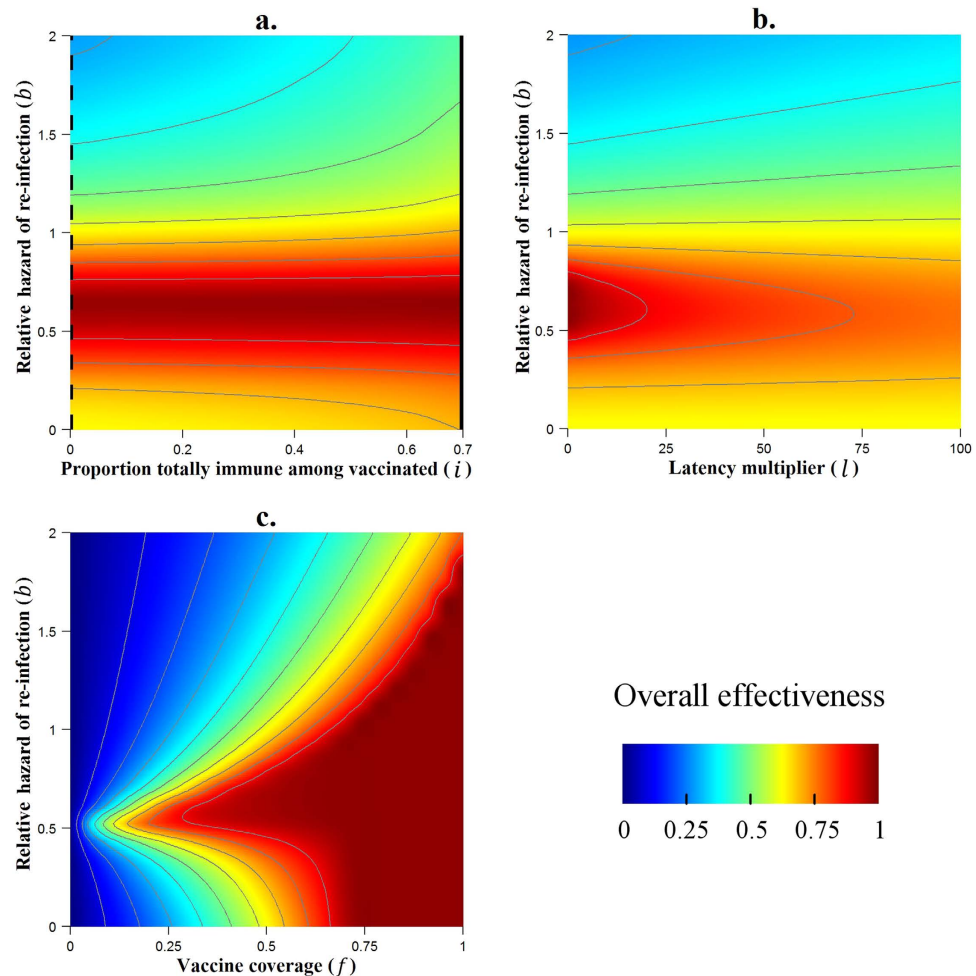 a.
2
1.5
1
0.5
0
Relative hazard of re-infection (b)
0
0.2
0.4
0.6
0.7
Proportion totally immune among vaccinated (i)
b.
2
1.5
1
0.5
0
Relative hazard of re-infection (b)
0
25
50
75
100
Latency multiplier (l)
c.
2
1.5
1
0.5
0
Relative hazard of re-infection (b)
0
0.25
0.5
0.75
1
Vaccine coverage (f)
Overall effectiveness
0 0.25 0.5 0.75 1